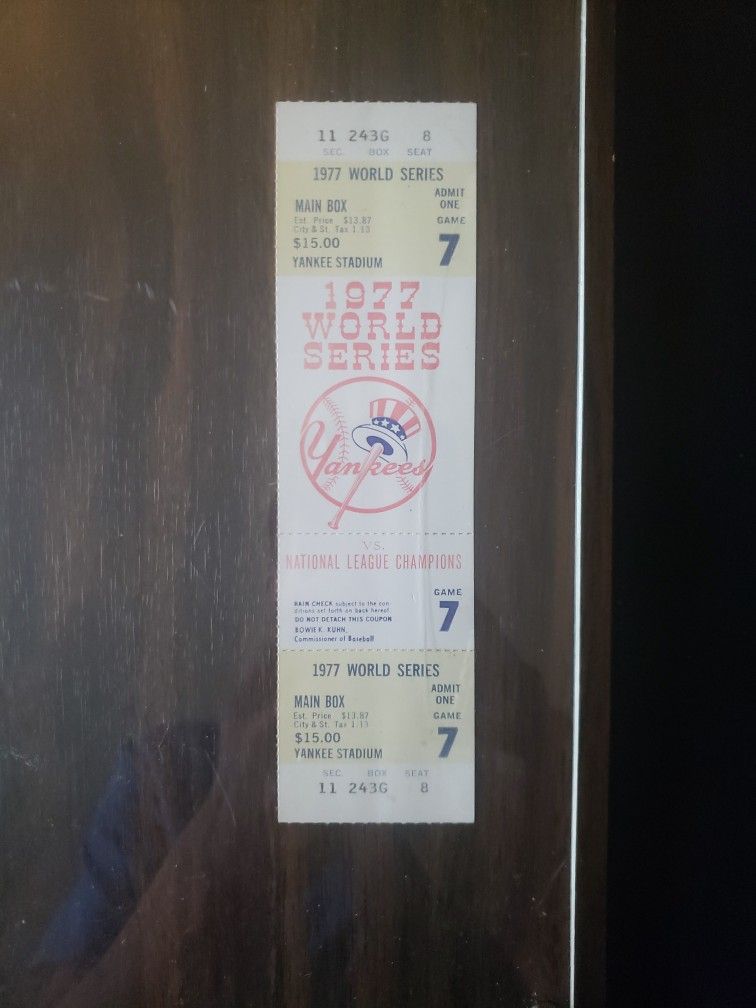 11 243G 8
SEC. BOX SEAT
1977 WORLD SERIES
MAIN BOX
ADMIT ONE
Est. Price $13.87
City & St. Tax 1.13
GAME
$15.00
7
YANKEE STADIUM
1977
WORLD
SERIES
Yankees
VS.
NATIONAL LEAGUE CHAMPIONS
GAME
7
RAIN CHECK subject to the con
ditions set forth on back hereof
DO NOT DETACH THIS COUPON
BOWIE K. KUHN,
Commissioner of Baseball
1977 WORLD SERIES
MAIN BOX
ADMIT ONE
Est. Price $13.87
City & St. Tax 1.13
GAME
$15.00
7
YANKEE STADIUM
SEC. BOX SEAT
11 243G 8